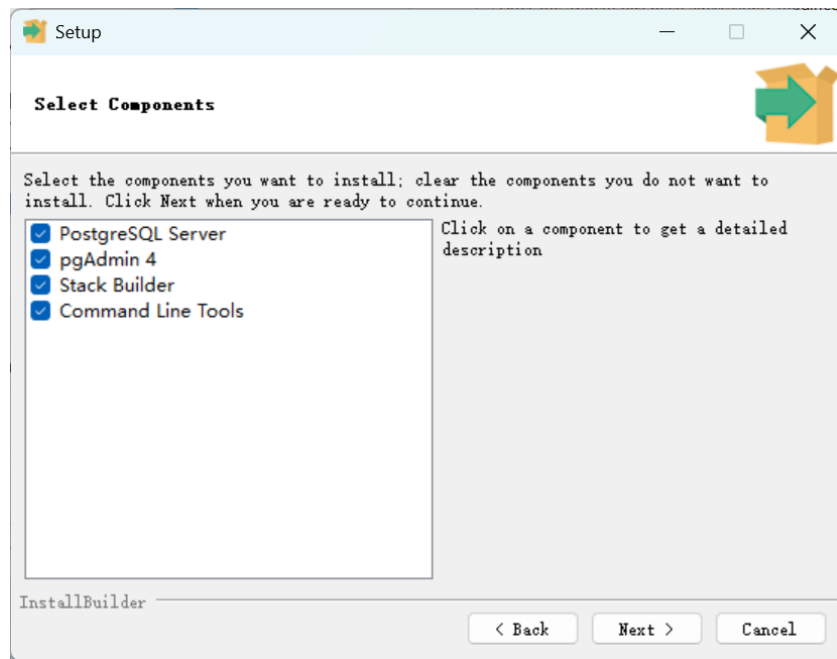 Setup
Select Components
Select the components you want to install; clear the components you do not want to
install. Click Next when you are ready to continue.
PostgreSQL Server
pgAdmin 4
Stack Builder
Command Line Tools
Click on a component to get a detailed
description
InstallBuilder
< Back
Next >
Cancel